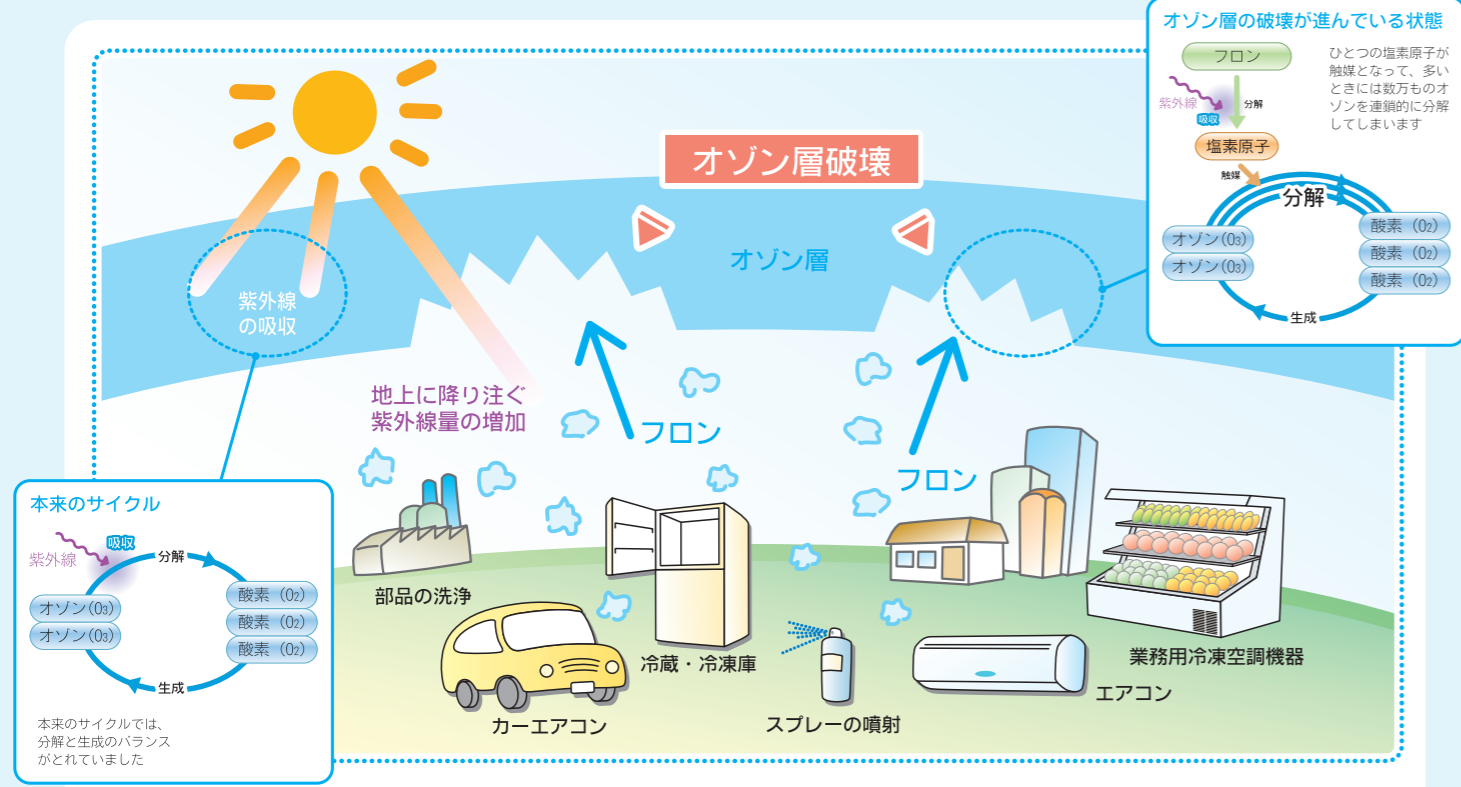 オゾン層破壊
オゾン層
紫外線
の吸収
地上に降り注ぐ
紫外線量の増加
フロン
フロン
部品の洗浄
冷蔵・冷凍庫
カーエアコン
スプレーの噴射
エアコン
業務用冷凍空調機器
オゾン層の破壊が進んでいる状態
フロン
紫外線
吸収
分解
塩素原子
触媒
ひとつの塩素原子が
触媒となって、多い
ときには数万ものオ
ゾンを連鎖的に分解
してしまいます
分解
オゾン(O₃)
オゾン(O₃)
酸素（O₂）
酸素（O₂）
酸素（O₂）
生成
本来のサイクル
紫外線
吸収
分解
オゾン(O₃)
オゾン(O₃)
酸素（O₂）
酸素（O₂）
酸素（O₂）
生成
本来のサイクルでは、
分解と生成のバランス
がとれていました